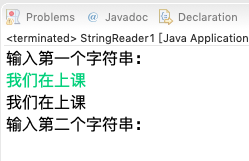 Problems @ Javadoc Declaration
<terminated> StringReader1 [Java Application
输入第一个字符串：
我们在上课
我们在上课
输入第二个字符串：